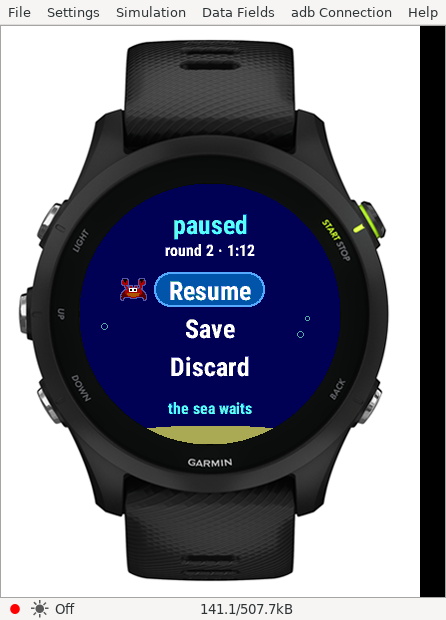 File Settings Simulation Data Fields adb Connection Help
LIGHT
START STOP
UP
DOWN
BACK
paused
round 2 · 1:12
Resume
Save
Discard
the sea waits
GARMIN
Off 141.1/507.7kB